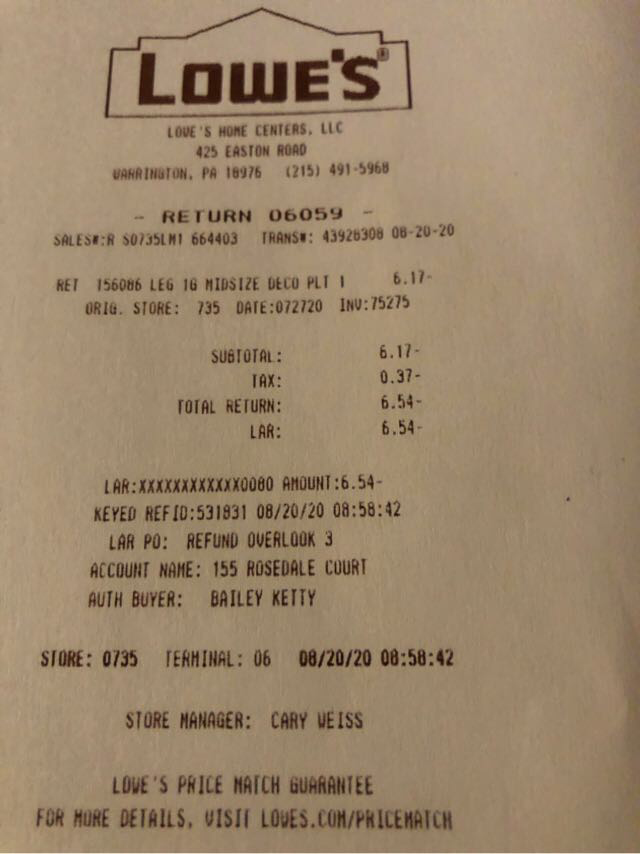 LOWE'S®
LOWE'S HOME CENTERS, LLC
425 EASTON ROAD
WARRINGTON, PA 18976 (215) 491-5968
- RETURN 06059 -
SALES#:R S0735LM1 664403 TRANS#: 43928308 08-20-20
RET 156086 LEG 1G MIDSIZE DECO PLT I 6.17-
ORIG. STORE: 735 DATE:072720 INV:75275
SUBTOTAL: 6.17-
TAX: 0.37-
TOTAL RETURN: 6.54-
LAR: 6.54-
LAR:XXXXXXXXXXXX0080 AMOUNT:6.54-
KEYED REFID:531831 08/20/20 08:58:42
LAR PO: REFUND OVERLOOK 3
ACCOUNT NAME: 155 ROSEDALE COURT
AUTH BUYER: BAILEY KETTY
STORE: 0735 TERMINAL: 06 08/20/20 08:58:42
STORE MANAGER: CARY WEISS
LOWE'S PRICE MATCH GUARANTEE
FOR MORE DETAILS, VISIT LOWES.COM/PRICEMATCH